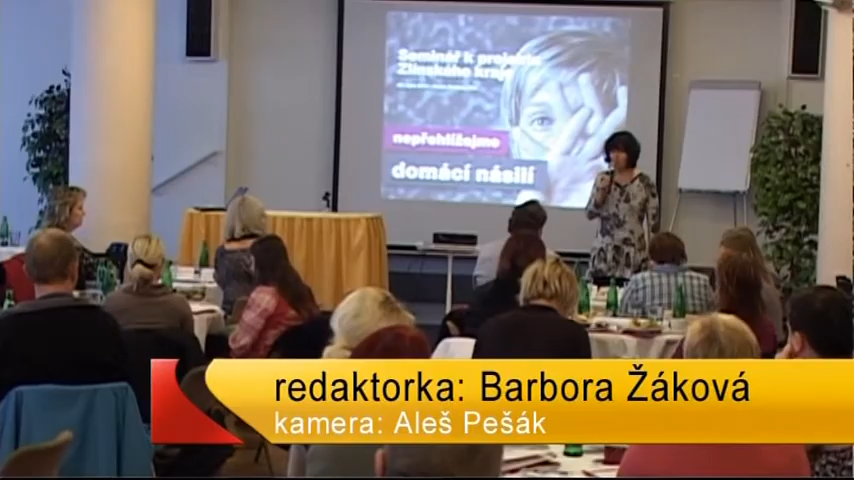 Seminář k projektu
Zlínského kraje
nepřehlížejme
domácí násilí
redaktorka: Barbora Žáková
kamera: Aleš Pešák